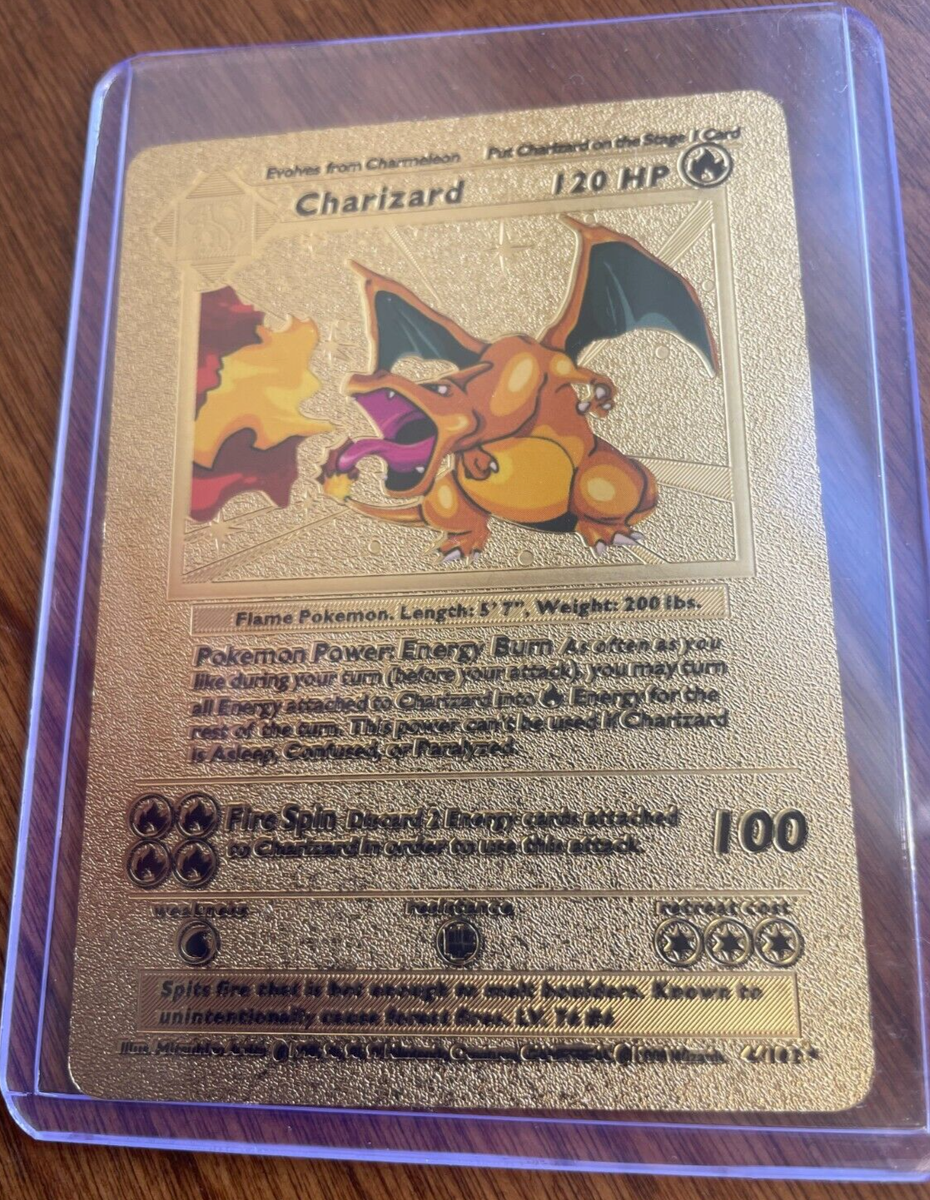 Evolves from Charmeleon Put Charizard on the Stage 1 Card
Charizard 120 HP
Flame Pokemon. Length: 5' 7", Weight: 200 lbs.
Pokemon Power: Energy Burn As often as you
like during your turn (before your attack), you may turn
all Energy attached to Charizard into Energy for the
rest of the turn. This power can't be used if Charizard
is Asleep, Confused, or Paralyzed.
Fire Spin Discard 2 Energy cards attached
to Charizard in order to use this attack.
100
weakness resistance retreat cost
Spits fire that is hot enough to melt boulders. Known to
unintentionally cause forest fires. LV. 76 #6
Illus. Mitsuhiro Wizards. 4/102